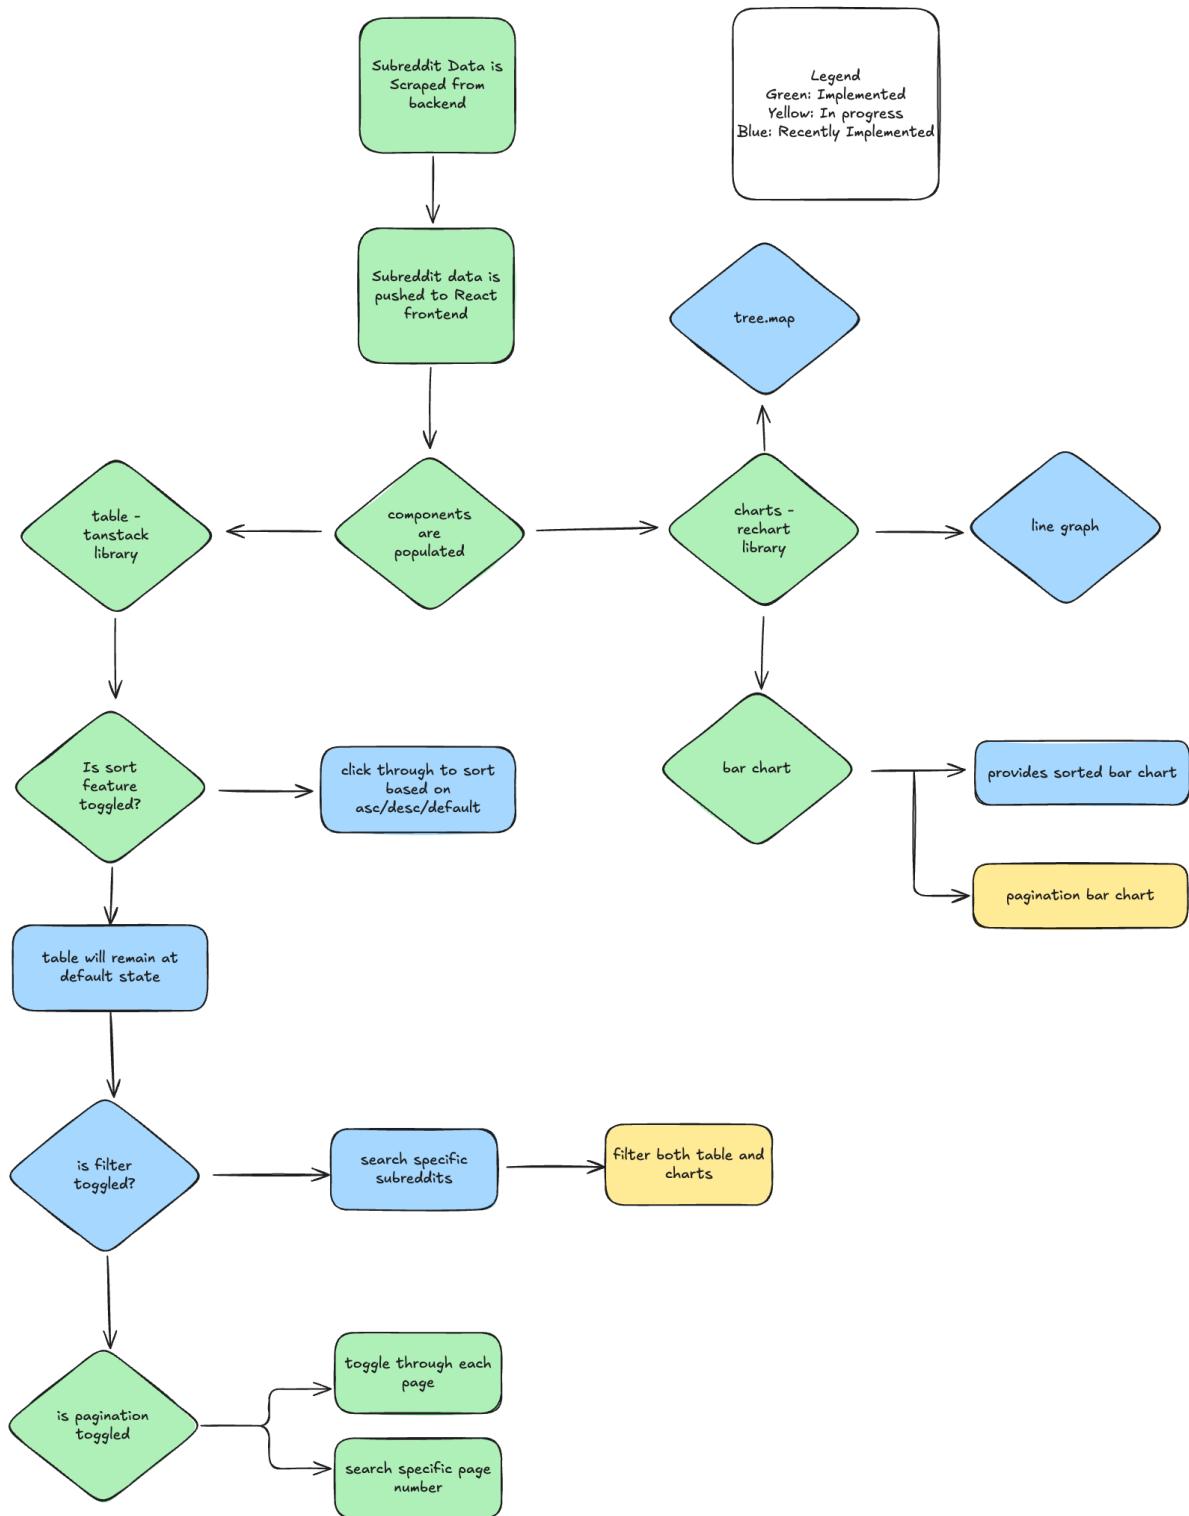 Subreddit Data is
Scraped from
backend
Legend
Green: Implemented
Yellow: In progress
Blue: Recently Implemented
Subreddit data is
pushed to React
frontend
tree.map
table -
tanstack
library
components
are
populated
charts -
rechart
library
line graph
Is sort
feature
toggled?
click through to sort
based on
asc/desc/default
bar chart
provides sorted bar chart
pagination bar chart
table will remain at
default state
is filter
toggled?
search specific
subreddits
filter both table and
charts
is pagination
toggled
toggle through each
page
search specific page
number